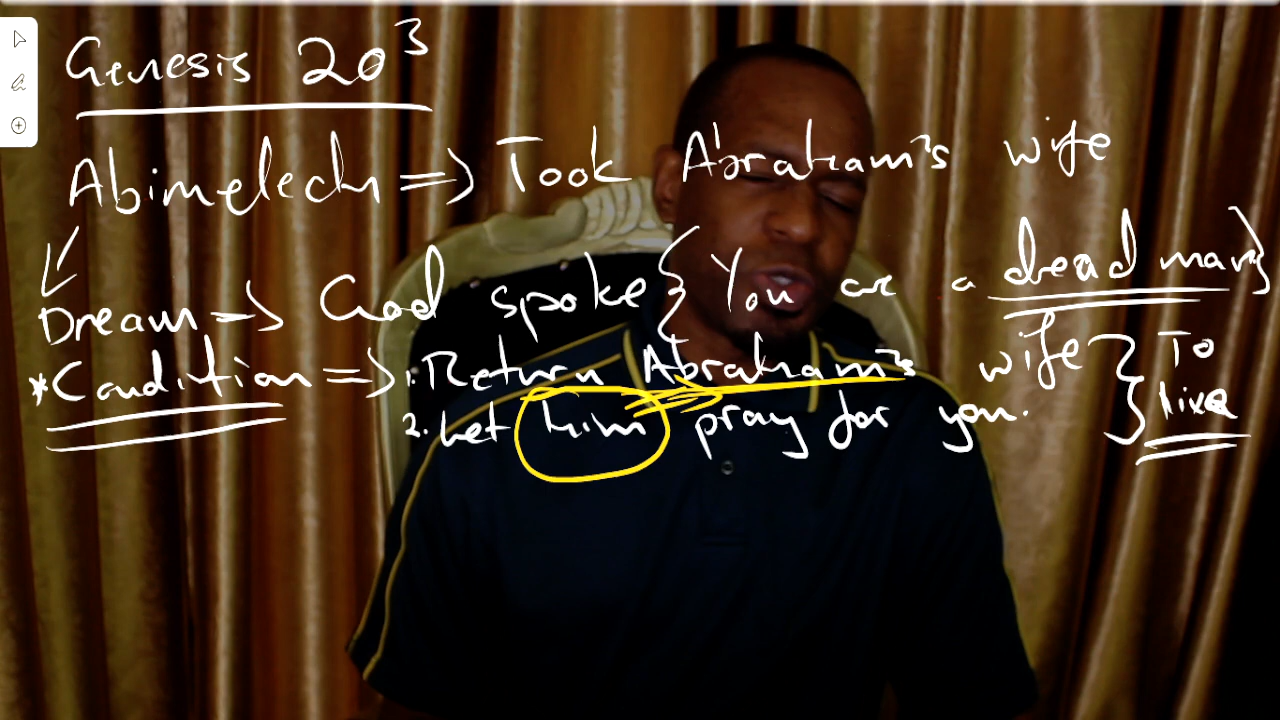 Genesis 20³
Abimelech => Took Abraham's wife
Dream => God spoke { You are a dead man }
*Condition => 1. Return Abraham's wife } To
2. Let him pray for you. } live